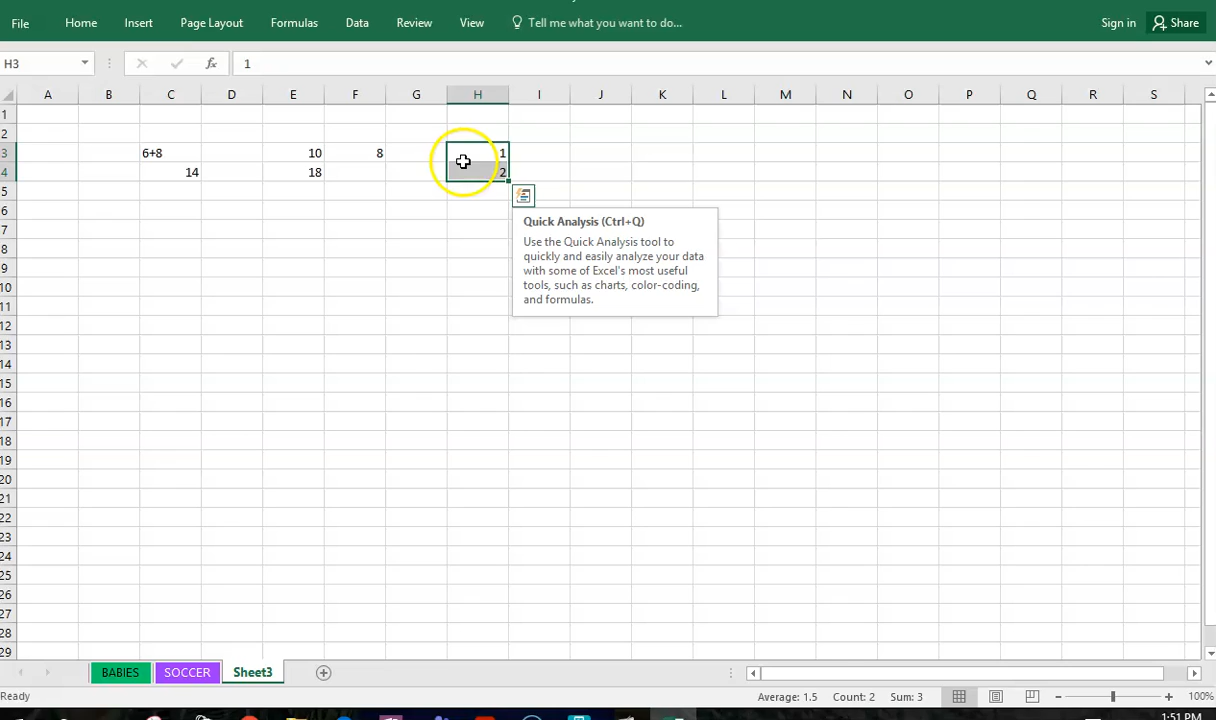 File Home Insert Page Layout Formulas Data Review View Tell me what you want to do... Sign in Share
H3 fx 1
A B C D E F G H I J K L M N O P Q R S
1
2
3 6+8 10 8 1
4 14 18 2
5
6
7
8
9
10
11
12
13
14
15
16
17
18
19
20
21
22
23
24
25
26
27
28
29
Quick Analysis (Ctrl+Q)
Use the Quick Analysis tool to
quickly and easily analyze your data
with some of Excel's most useful
tools, such as charts, color-coding,
and formulas.
BABIES SOCCER Sheet3
Ready Average: 1.5 Count: 2 Sum: 3 100%
1:51 PM